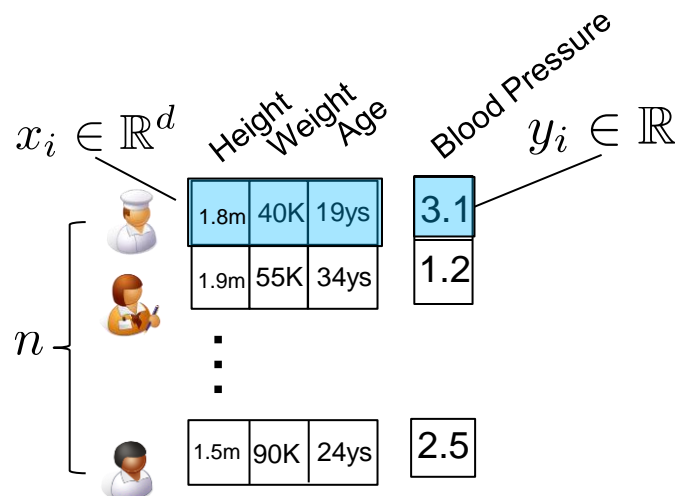 Height Weight Age Blood Pressure
x_i ∈ ℝ^d y_i ∈ ℝ
1.8m 40K 19ys 3.1
1.9m 55K 34ys 1.2
n
1.5m 90K 24ys 2.5